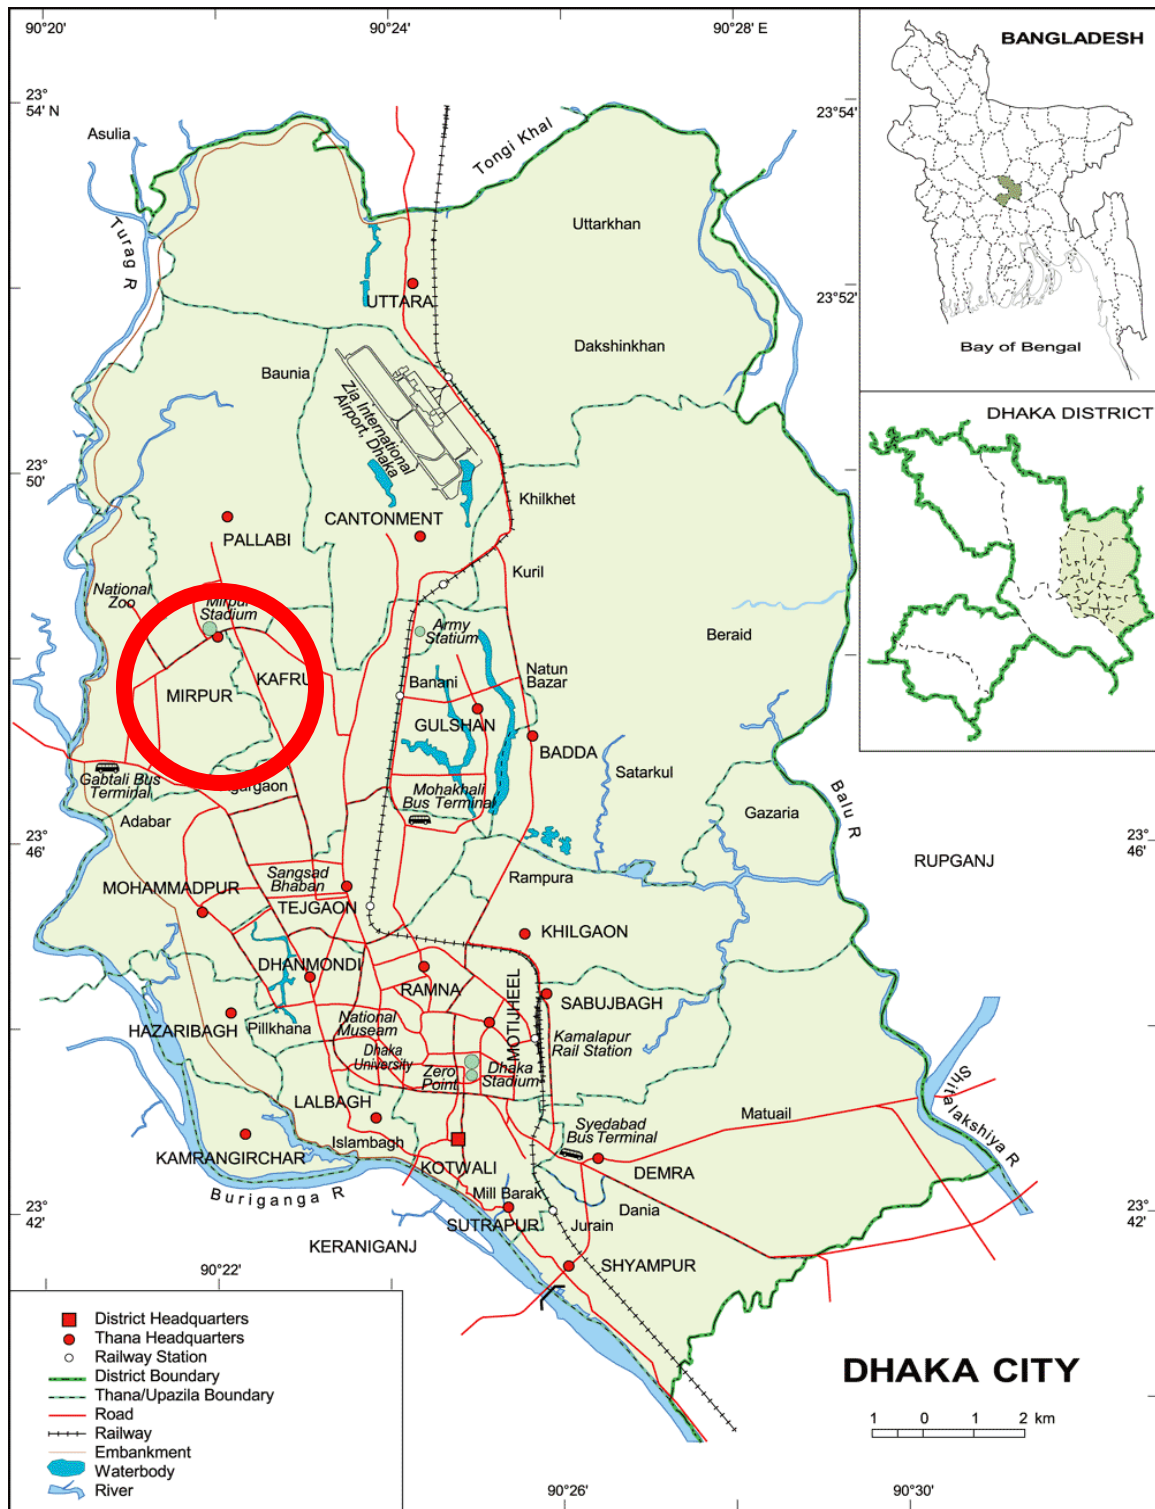 90°20'
90°24'
90°28' E
BANGLADESH
Bay of Bengal
DHAKA DISTRICT
23°
54' N
23°54'
Asulia
Tongi Khal
Turag R
Uttarkhan
23°52'
UTTARA
Dakshinkhan
Baunia
Zia International
Airport, Dhaka
23°
50'
Khilkhet
CANTONMENT
PALLABI
Kuril
National
Zoo
Mirpur
Stadium
Army
Statium
Beraid
Natun
Bazar
KAFRU
MIRPUR
Banani
GULSHAN
BADDA
Satarkul
Gabtali Bus
Terminal
Mohakhali
Bus Terminal
Gazaria
Balu R
Adabar
23°
46'
23°
46'
RUPGANJ
Sangsad
Bhaban
Rampura
MOHAMMADPUR
TEJGAON
KHILGAON
DHANMONDI
RAMNA
MOTIJHEEL
SABUJBAGH
HAZARIBAGH
Pillkhana
National
Museam
Kamalapur
Rail Station
Dhaka
University
Zero
Point
Dhaka
Stadium
LALBAGH
Syedabad
Bus Terminal
Matuail
Shitalakshiya R
Islambagh
KAMRANGIRCHAR
KOTWALI
DEMRA
Buriganga R
Mill Barak
Dania
23°
42'
23°
42'
SUTRAPUR
Jurain
KERANIGANJ
SHYAMPUR
90°22'
District Headquarters
Thana Headquarters
Railway Station
District Boundary
Thana/Upazila Boundary
Road
Railway
Embankment
Waterbody
River
DHAKA CITY
1 0 1 2 km
90°26'
90°30'